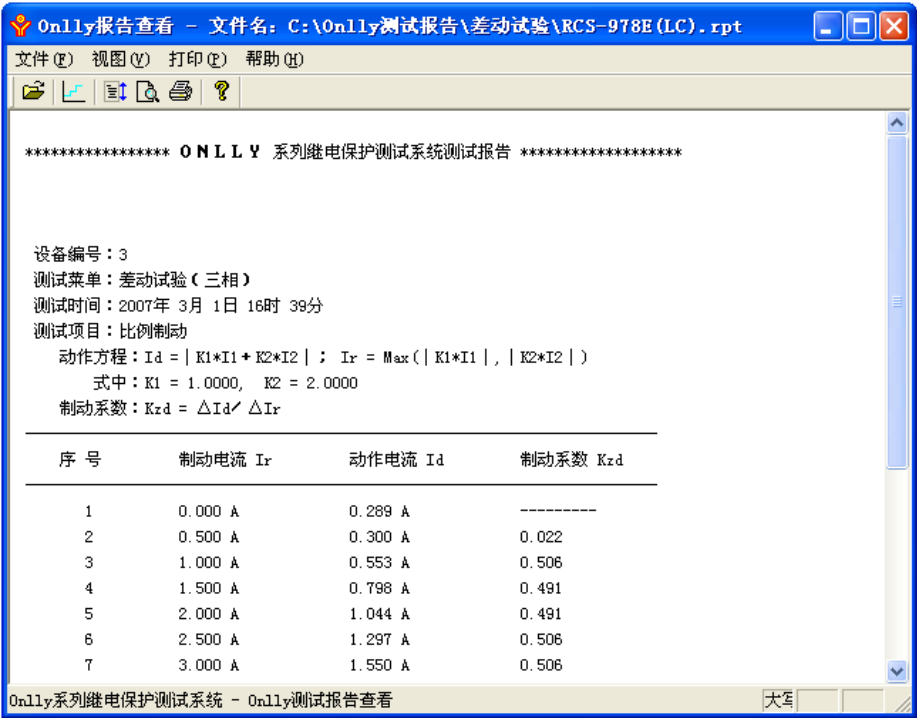 Onlly报告查看 - 文件名: C:\Onlly测试报告\差动试验\RCS-978E(LC).rpt
文件(F) 视图(V) 打印(P) 帮助(H)
***************** O N L L Y 系列继电保护测试系统测试报告 *******************
设备编号：3
测试菜单：差动试验(三相)
测试时间：2007年 3月 1日 16时 39分
测试项目：比例制动
动作方程：Id =| K1*I1 + K2*I2 | ； Ir = Max(| K1*I1 |, | K2*I2 |)
式中：K1 = 1.0000, K2 = 2.0000
制动系数：Kzd = △Id/ △Ir
序 号 制动电流 Ir 动作电流 Id 制动系数 Kzd
1 0.000 A 0.289 A ---------
2 0.500 A 0.300 A 0.022
3 1.000 A 0.553 A 0.506
4 1.500 A 0.798 A 0.491
5 2.000 A 1.044 A 0.491
6 2.500 A 1.297 A 0.506
7 3.000 A 1.550 A 0.506
Onlly系列继电保护测试系统 - Onlly测试报告查看 大写